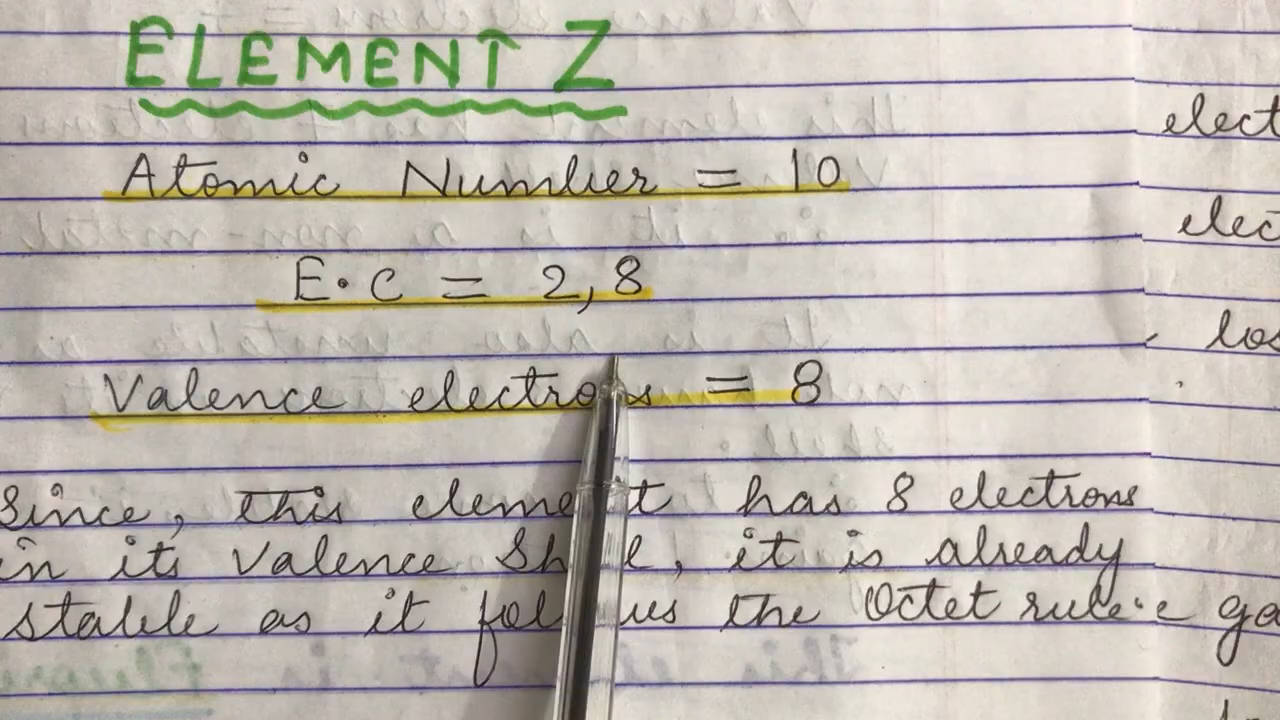 ELEMENT Z
Atomic Number = 10
E.C = 2,8
Valence electrons = 8
Since, this element has 8 electrons
in its Valence Shell, it is already
stable as it follows the Octet rule.
elect
elec
los